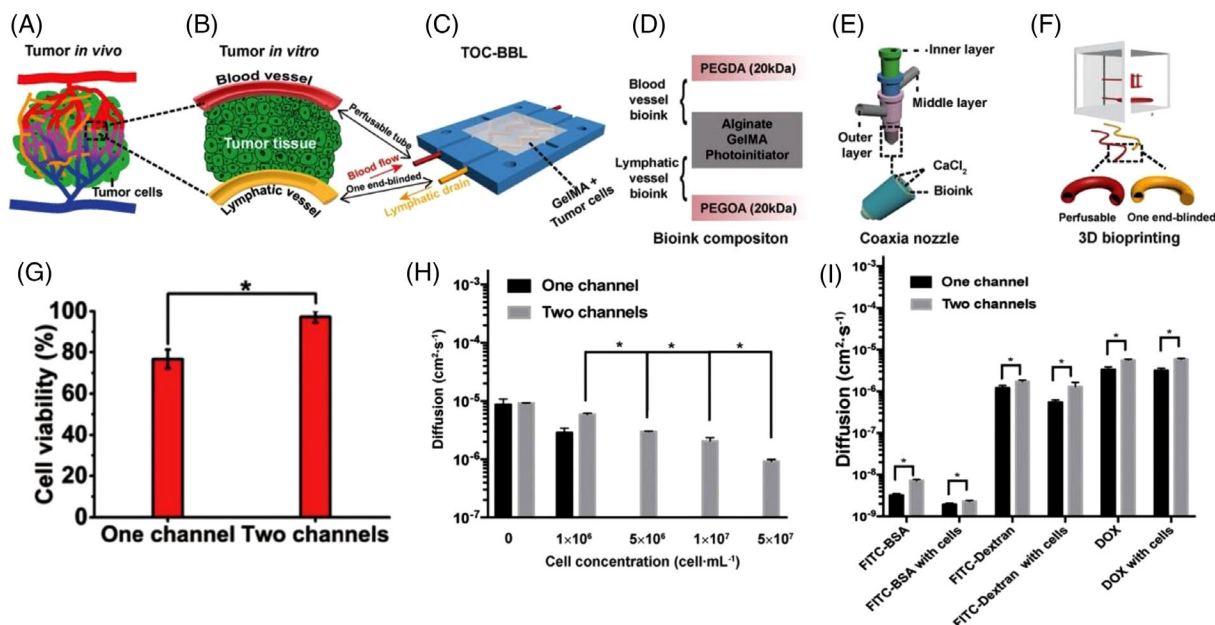 (A)
Tumor in vivo
Tumor cells
(B)
Tumor in vitro
Blood vessel
Tumor tissue
Lymphatic vessel
Perfusable tube
Blood flow
One end-blinded
Lymphatic drain
(C)
TOC-BBL
GelMA +
Tumor cells
(D)
PEGDA (20kDa)
Blood
vessel
bioink
Alginate
GelMA
Photoinitiator
Lymphatic
vessel
bioink
PEGOA (20kDa)
Bioink compositon
(E)
Inner layer
Middle layer
Outer
layer
CaCl2
Bioink
Coaxia nozzle
(F)
Perfusable
One end-blinded
3D bioprinting
(G)
Cell viability (%)
100
80
60
40
20
0
*
One channel Two channels
(H)
One channel
Two channels
Diffusion (cm²·s⁻¹)
10⁻³
10⁻⁴
10⁻⁵
10⁻⁶
10⁻⁷
* * *
0 1×10⁶ 5×10⁶ 1×10⁷ 5×10⁷
Cell concentration (cell·mL⁻¹)
(I)
One channel
Two channels
Diffusion (cm²·s⁻¹)
10⁻³
10⁻⁴
10⁻⁵
10⁻⁶
10⁻⁷
10⁻⁸
10⁻⁹
* * * * * *
FITC-BSA
FITC-BSA with cells
FITC-Dextran
FITC-Dextran with cells
DOX
DOX with cells